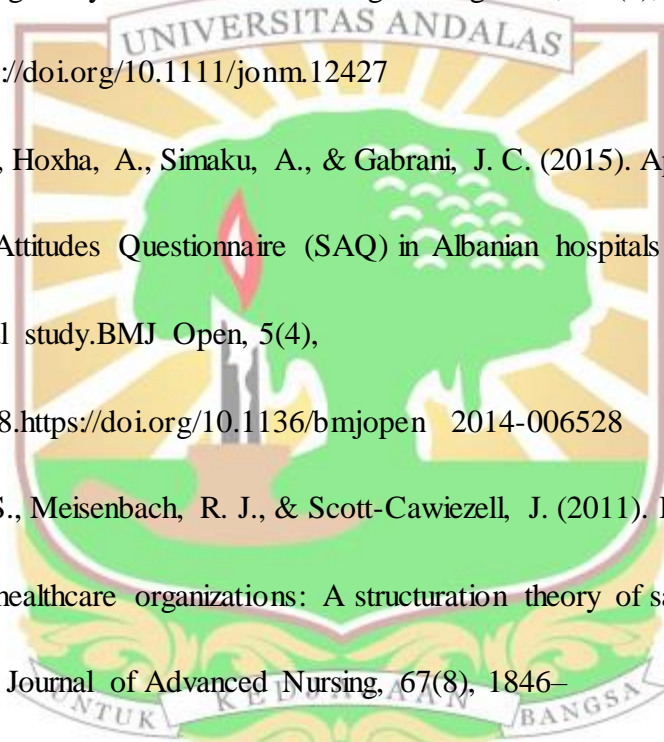 UNIVERSITAS ANDALAS
://doi.org/10.1111/jonm.12427
, Hoxha, A., Simaku, A., & Gabrani, J. C. (2015).
Attitudes Questionnaire (SAQ) in Albanian hospitals
study.BMJ Open, 5(4),
8.https://doi.org/10.1136/bmjopen 2014-006528
S., Meisenbach, R. J., & Scott-Cawiezell, J. (2011).
healthcare organizations: A structuration theory of
Journal of Advanced Nursing, 67(8), 1846–
UNTUK KEDJAJAAN BANGSA